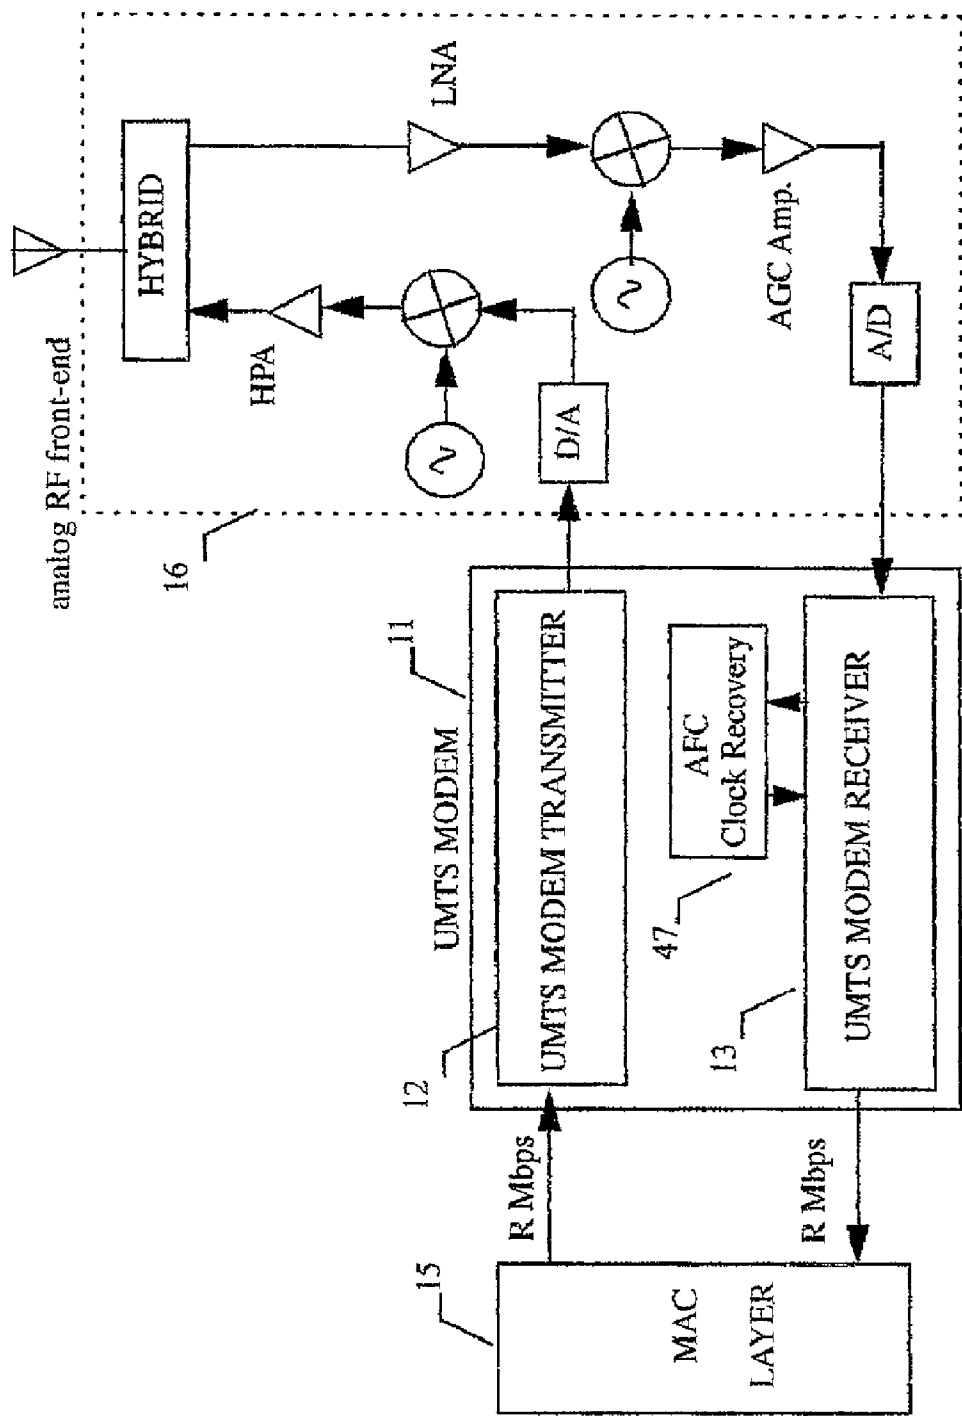 analog RF front-end
16
HYBRID
HPA
LNA
D/A
AGC Amp.
A/D
UMTS MODEM
11
12
UMTS MODEM TRANSMITTER
AFC
Clock Recovery
47
13
UMTS MODEM RECEIVER
R Mbps
R Mbps
15
MAC
LAYER